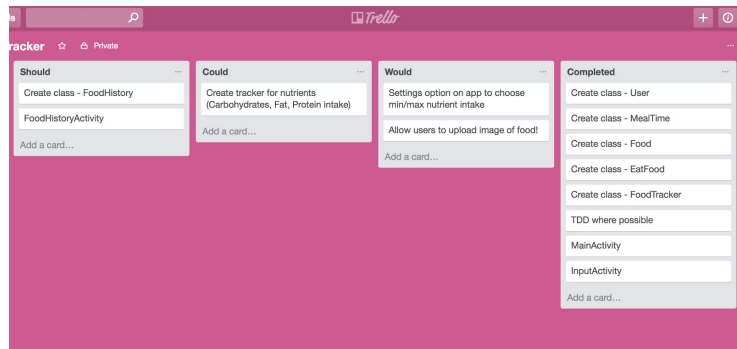 ls
Trello
racker
Private
Should
Create class - FoodHistory
FoodHistoryActivity
Add a card…
Could
Create tracker for nutrients
(Carbohydrates, Fat, Protein intake)
Add a card…
Would
Settings option on app to choose
min/max nutrient intake
Allow users to upload image of food!
Add a card…
Completed
Create class - User
Create class - MealTime
Create class - Food
Create class - EatFood
Create class - FoodTracker
TDD where possible
MainActivity
InputActivity
Add a card…